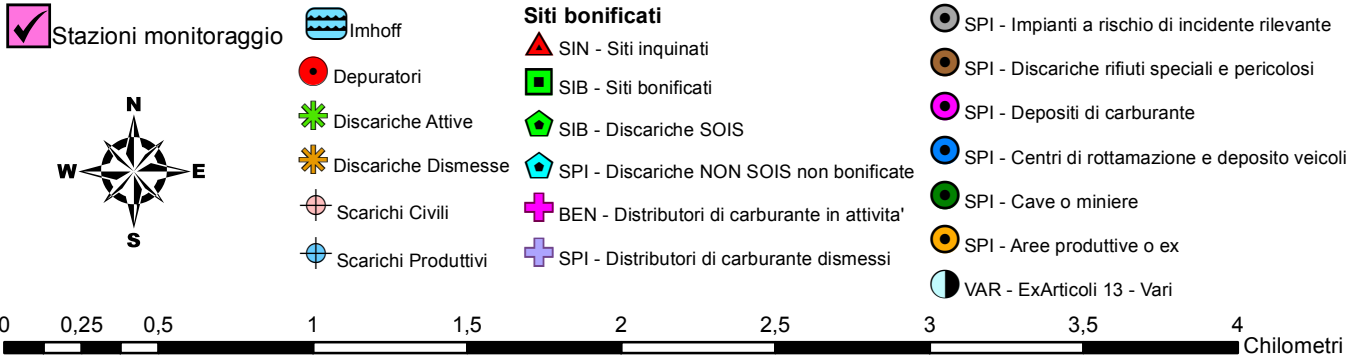 Stazioni monitoraggio
N
W
E
S
Imhoff
Depuratori
Discariche Attive
Discariche Dismesse
Scarichi Civili
Scarichi Produttivi
Siti bonificati
SIN - Siti inquinati
SIB - Siti bonificati
SIB - Discariche SOIS
SPI - Discariche NON SOIS non bonificate
BEN - Distributori di carburante in attivita'
SPI - Distributori di carburante dismessi
SPI - Impianti a rischio di incidente rilevante
SPI - Discariche rifiuti speciali e pericolosi
SPI - Depositi di carburante
SPI - Centri di rottamazione e deposito veicoli
SPI - Cave o miniere
SPI - Aree produttive o ex
VAR - ExArticoli 13 - Vari
0 0,25 0,5 1 1,5 2 2,5 3 3,5 4
Chilometri